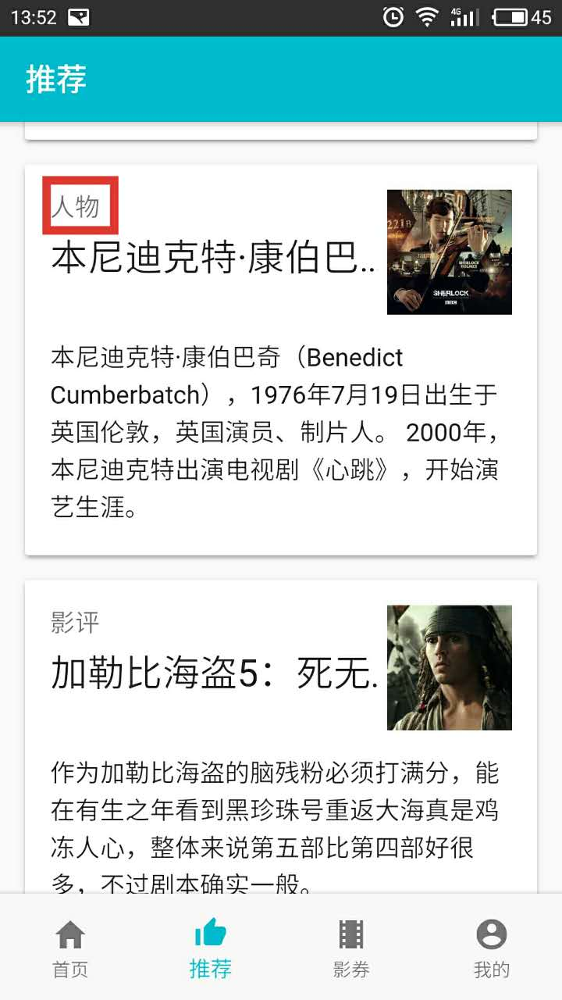 13:52
4G
45
推荐
人物
本尼迪克特·康伯巴..
221B
SHERLOCK
本尼迪克特·康伯巴奇（Benedict
Cumberbatch），1976年7月19日出生于
英国伦敦，英国演员、制片人。 2000年，
本尼迪克特出演电视剧《心跳》，开始演
艺生涯。
影评
加勒比海盗5：死无.
作为加勒比海盗的脑残粉必须打满分，能
在有生之年看到黑珍珠号重返大海真是鸡
冻人心，整体来说第五部比第四部好很
多，不过剧本确实一般。
首页
推荐
影券
我的